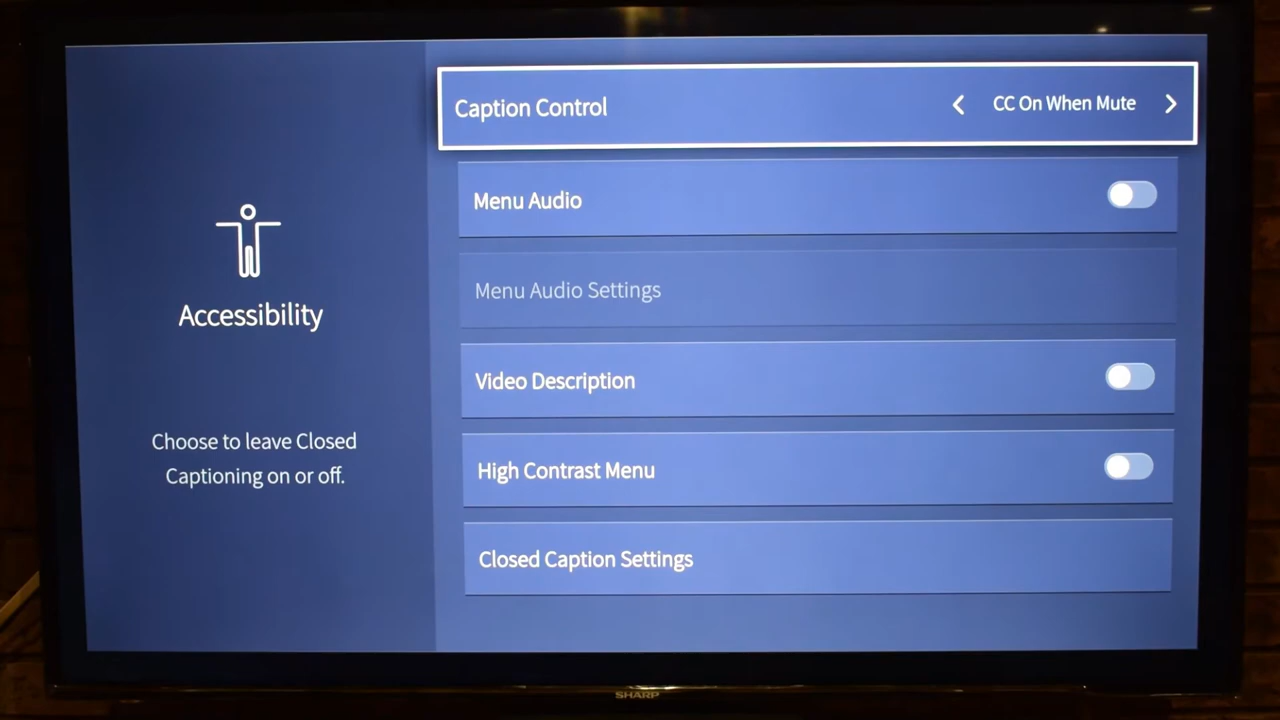 Caption Control
CC On When Mute
Menu Audio
Menu Audio Settings
Accessibility
Video Description
Choose to leave Closed
Captioning on or off.
High Contrast Menu
Closed Caption Settings
SHARP